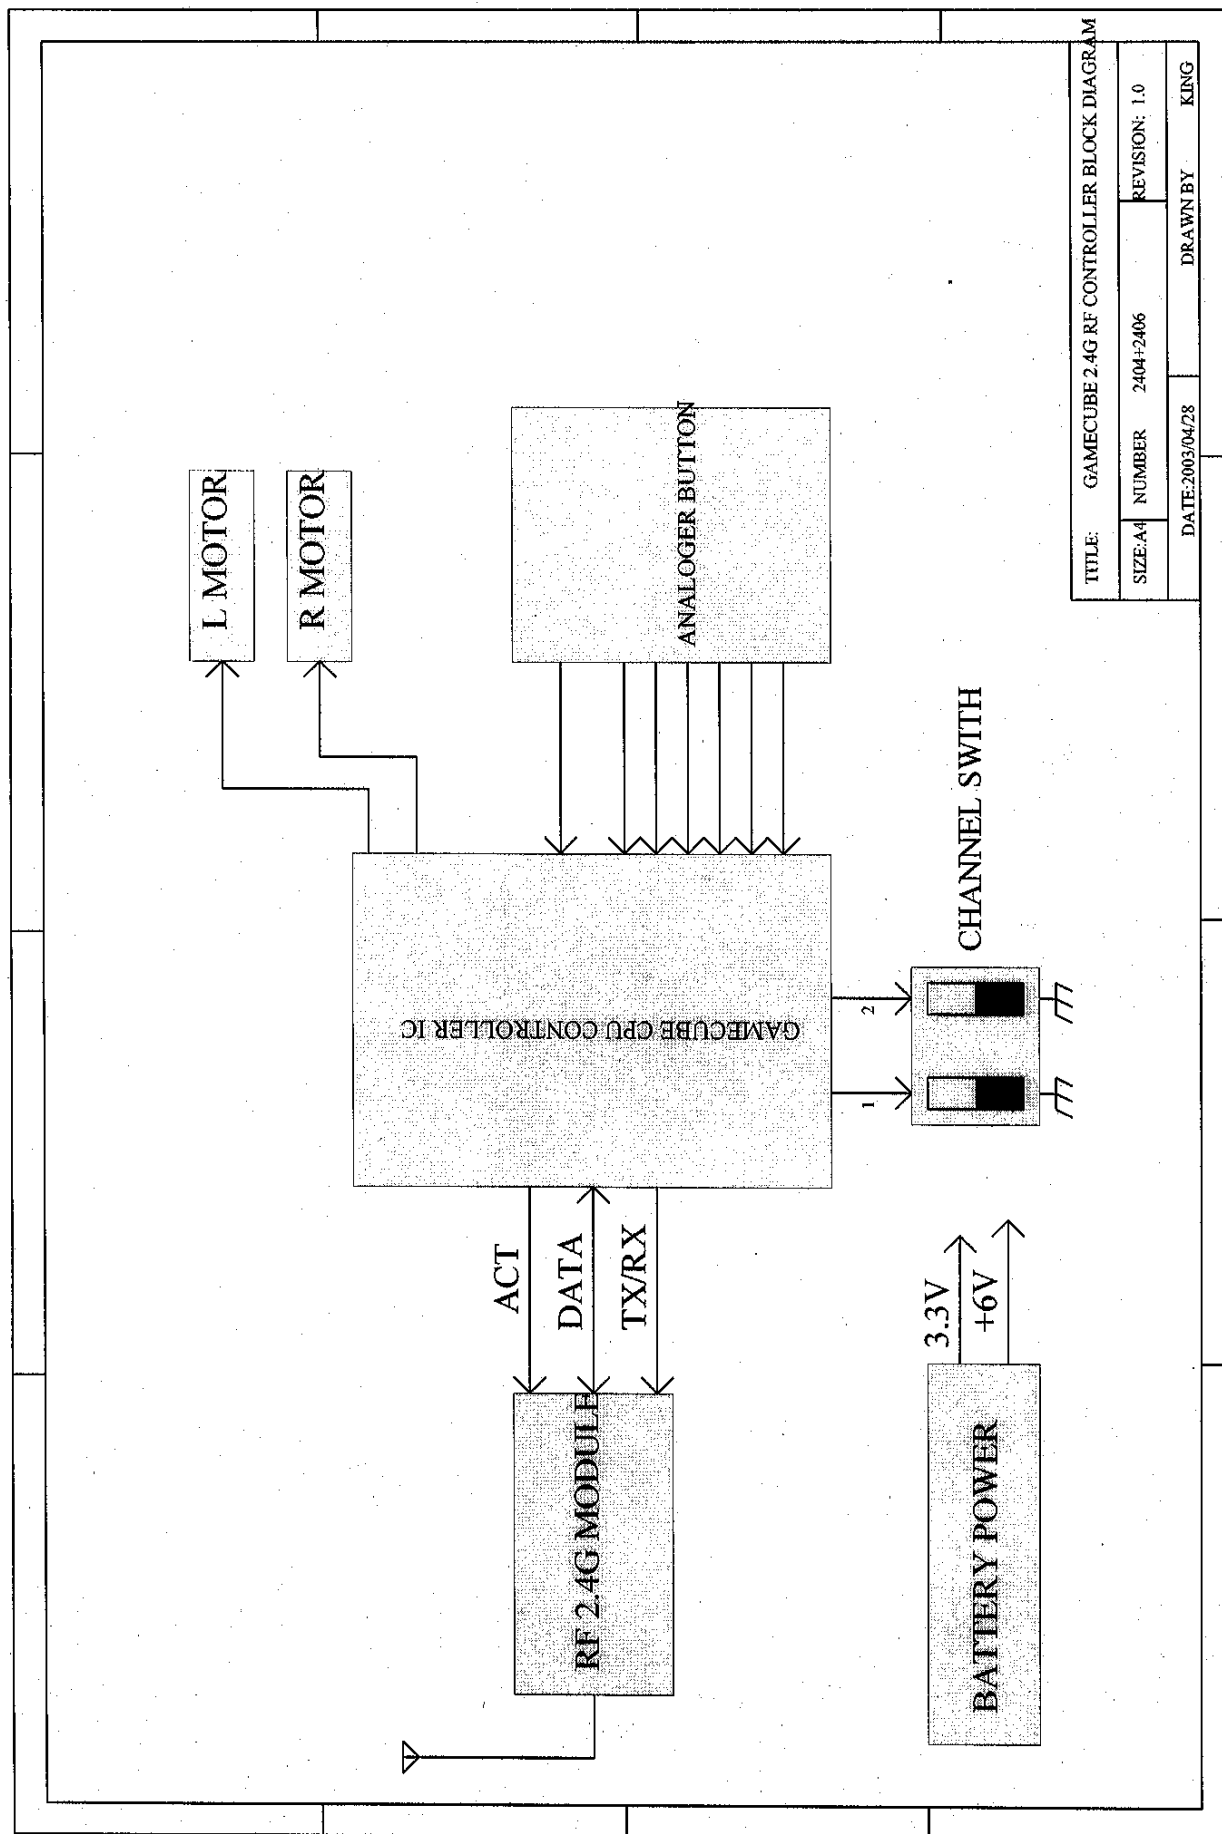 L MOTOR
R MOTOR
ANALOGER BUTTON
GAMECUBE CPU CONTROLLER IC
ACT
DATA
TX/RX
RF 2.4G MODULE
1
2
CHANNEL SWITH
3.3V
+6V
BATTERY POWER
TITLE: GAMECUBE 2.4G RF CONTROLLER BLOCK DIAGRAM
SIZE:A4 NUMBER 2404+2406 REVISION: 1.0
DATE:2003/04/28 DRAWN BY KING